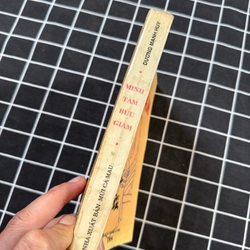 DƯƠNG MẠNH HUY
MINH
TÂM
BỬU
GIÁM
NHÀ XUẤT BẢN MŨI CÀ MAU